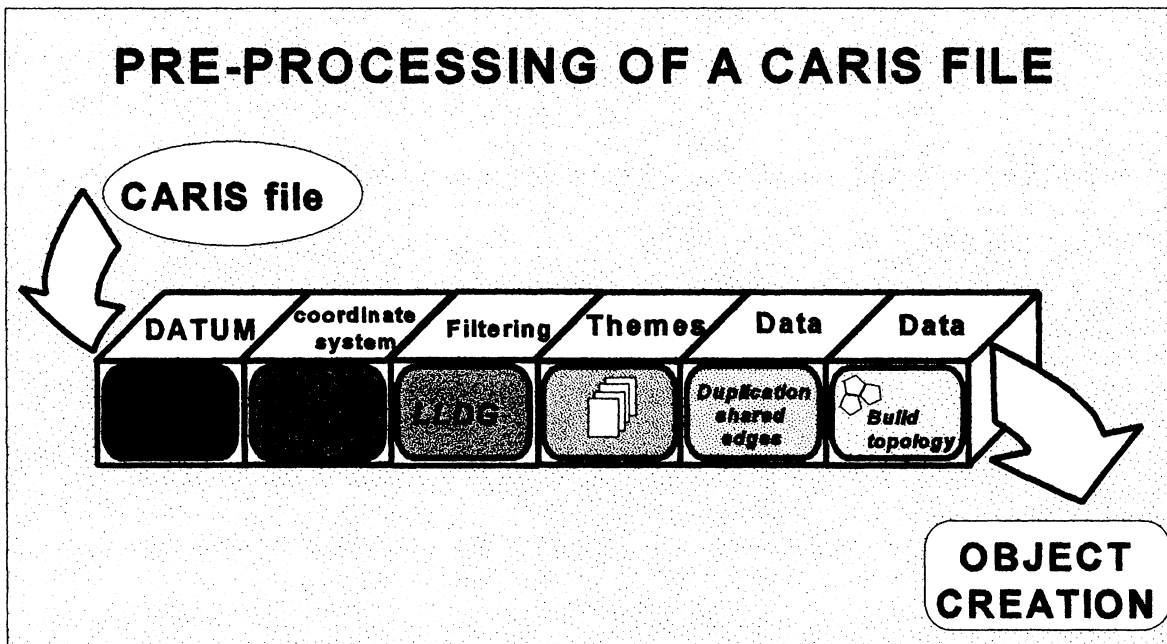 PRE-PROCESSING OF A CARIS FILE
CARIS file
DATUM
coordinate
system
Filtering
Themes
Data
Data
LLDG
Duplication
shared
edges
Build
topology
OBJECT
CREATION